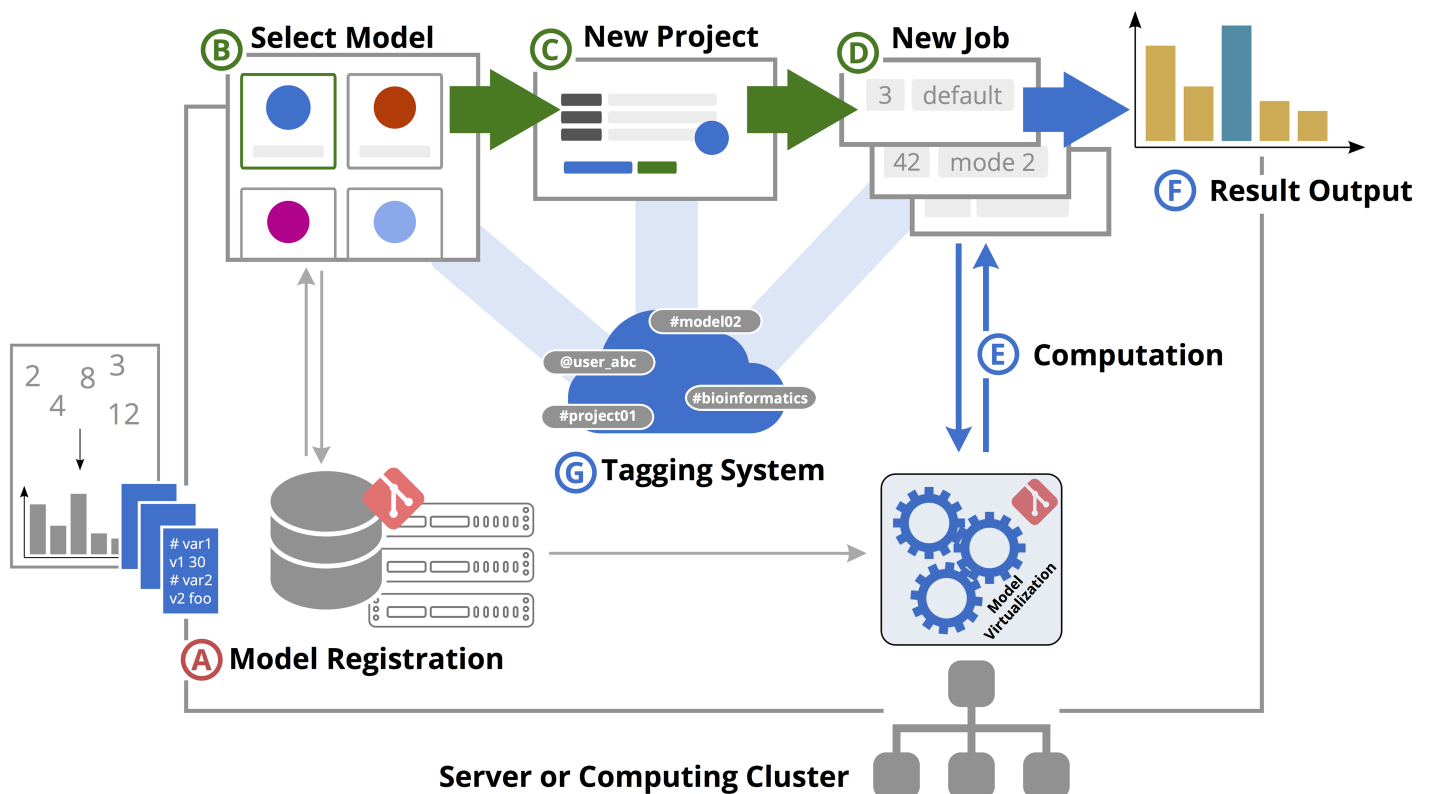 B Select Model
C New Project
D New Job
3 default
42 mode 2
F Result Output
#model02
@user_abc
#bioinformatics
#project01
E Computation
2 8 3
4 12
G Tagging System
# var1
v1 30
# var2
v2 foo
Model
Virtualization
A Model Registration
Server or Computing Cluster